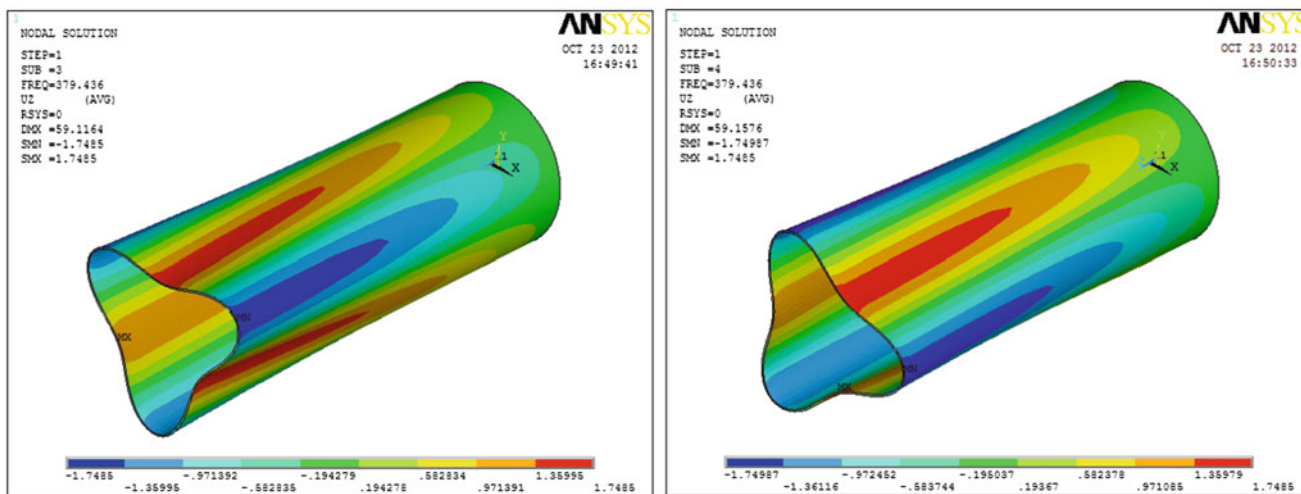 1
ANSYS
NODAL SOLUTION
OCT 23 2012
16:49:41
STEP=1
SUB =3
FREQ=379.436
UZ (AVG)
RSYS=0
DMX =59.1164
SMN =-1.7485
SMX =1.7485
Y
X
MX
MN
-1.7485 -.971392 -.194279 .582834 1.35995
-1.35995 -.582835 .194278 .971391 1.7485
1
ANSYS
NODAL SOLUTION
OCT 23 2012
16:50:33
STEP=1
SUB =4
FREQ=379.436
UZ (AVG)
RSYS=0
DMX =59.1576
SMN =-1.74987
SMX =1.7485
Y
X
MN
MX
-1.74987 -.972452 -.195037 .582378 1.35979
-1.36116 -.583744 .19367 .971085 1.7485